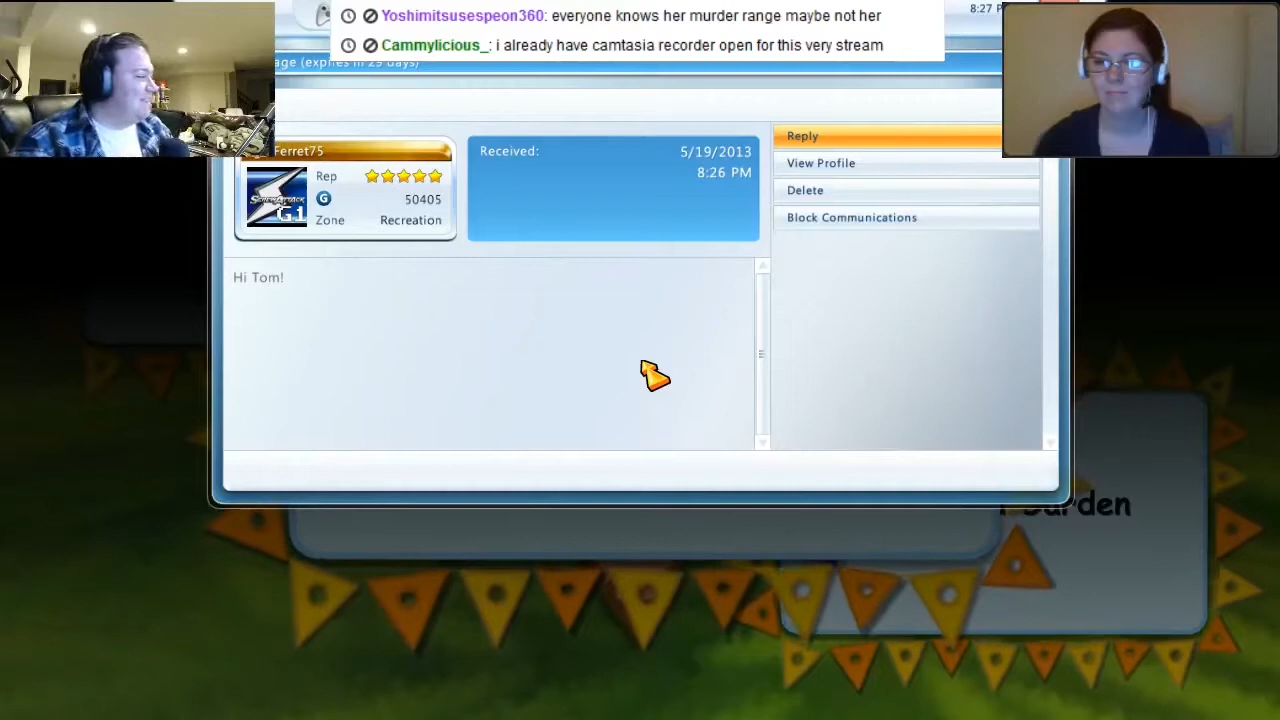 Yoshimitsusespeon360: everyone knows her murder range maybe not her
8:27 P
Cammylicious_: i already have camtasia recorder open for this very stream
age (expires in 29 days)
Ferret75
Rep
G 50405
Zone Recreation
ScrewAttack
G1
Received: 5/19/2013
8:26 PM
Reply
View Profile
Delete
Block Communications
Hi Tom!
Garden